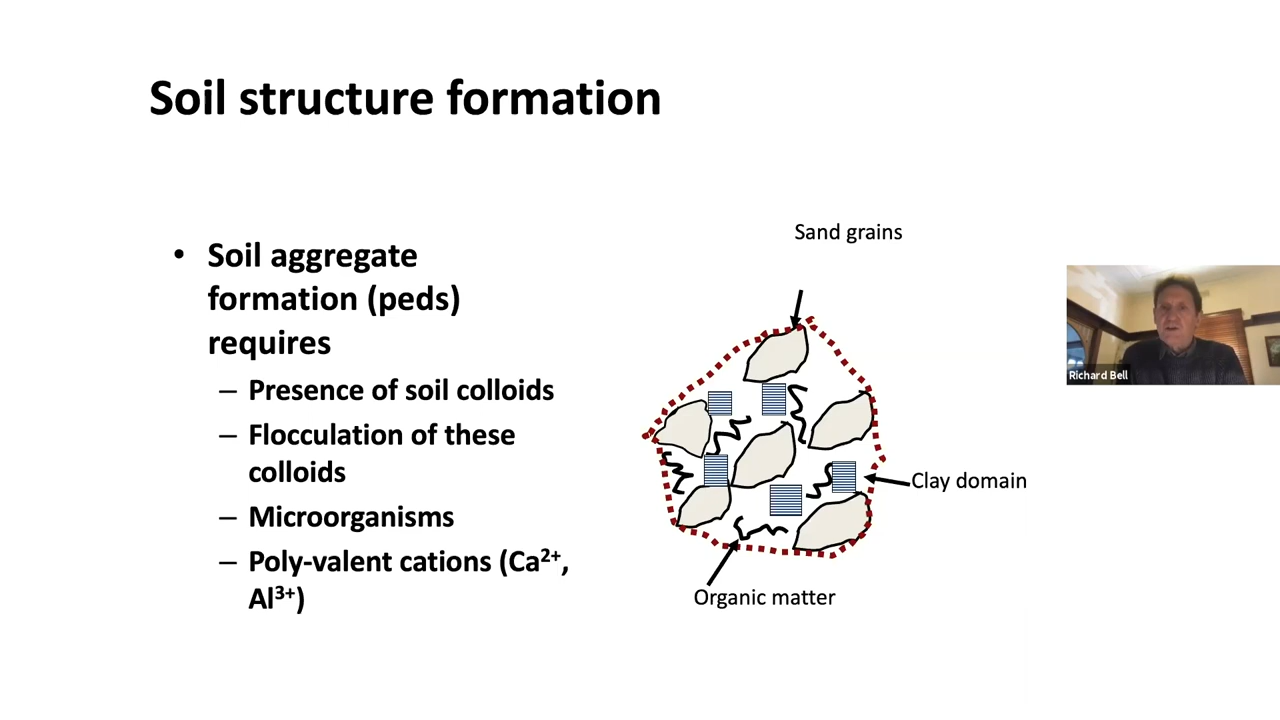 Soil structure formation
• Soil aggregate
formation (peds)
requires
– Presence of soil colloids
– Flocculation of these
colloids
– Microorganisms
– Poly-valent cations (Ca²⁺,
Al³⁺)
Sand grains
Clay domain
Organic matter
Richard Bell